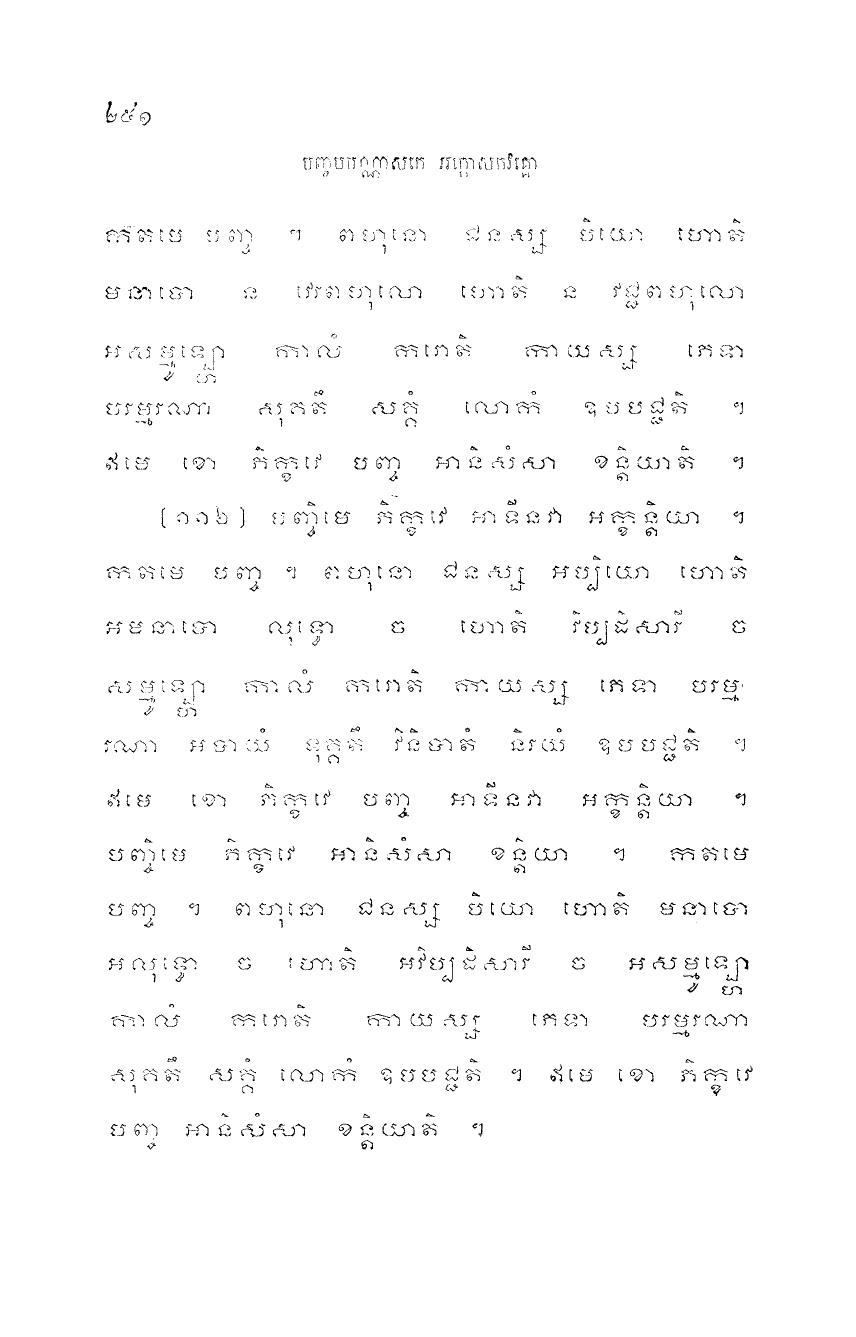 ២៥១
បញ្ចមបណ្ណាសកេ អក្កោសកវគ្គោ
កតមេ បញ្ច ។ ពហុនោ ជនស្ស បិយោ ហោតិ
មនាបោ ន វេរពហុលោ ហោតិ ន វជ្ជពហុលោ
អសម្មូឡ្ហោ កាលំ ករោតិ កាយស្ស ភេទា
បរម្មរណា សុគតឹ សគ្គំ លោកំ ឧបបជ្ជតិ ។
ឥមេ ខោ ភិក្ខវេ បញ្ច អានិសំសា ខន្តិយាតិ ។
[១១៦] បញ្ចិមេ ភិក្ខវេ អាទីនវា អក្ខន្តិយា ។
កតមេ បញ្ច ។ ពហុនោ ជនស្ស អប្បិយោ ហោតិ
អមនាបោ លុទ្ទោ ច ហោតិ វិប្បដិសារី ច
សម្មូឡ្ហោ កាលំ ករោតិ កាយស្ស ភេទា បរម្ម-
រណា អបាយំ ទុគ្គតឹ វិនិបាតំ និរយំ ឧបបជ្ជតិ ។
ឥមេ ខោ ភិក្ខវេ បញ្ច អាទីនវា អក្ខន្តិយា ។
បញ្ចិមេ ភិក្ខវេ អានិសំសា ខន្តិយា ។ កតមេ
បញ្ច ។ ពហុនោ ជនស្ស បិយោ ហោតិ មនាបោ
អលុទ្ទោ ច ហោតិ អវិប្បដិសារី ច អសម្មូឡ្ហោ
កាលំ ករោតិ កាយស្ស ភេទា បរម្មរណា
សុគតឹ សគ្គំ លោកំ ឧបបជ្ជតិ ។ ឥមេ ខោ ភិក្ខវេ
បញ្ច អានិសំសា ខន្តិយាតិ ។